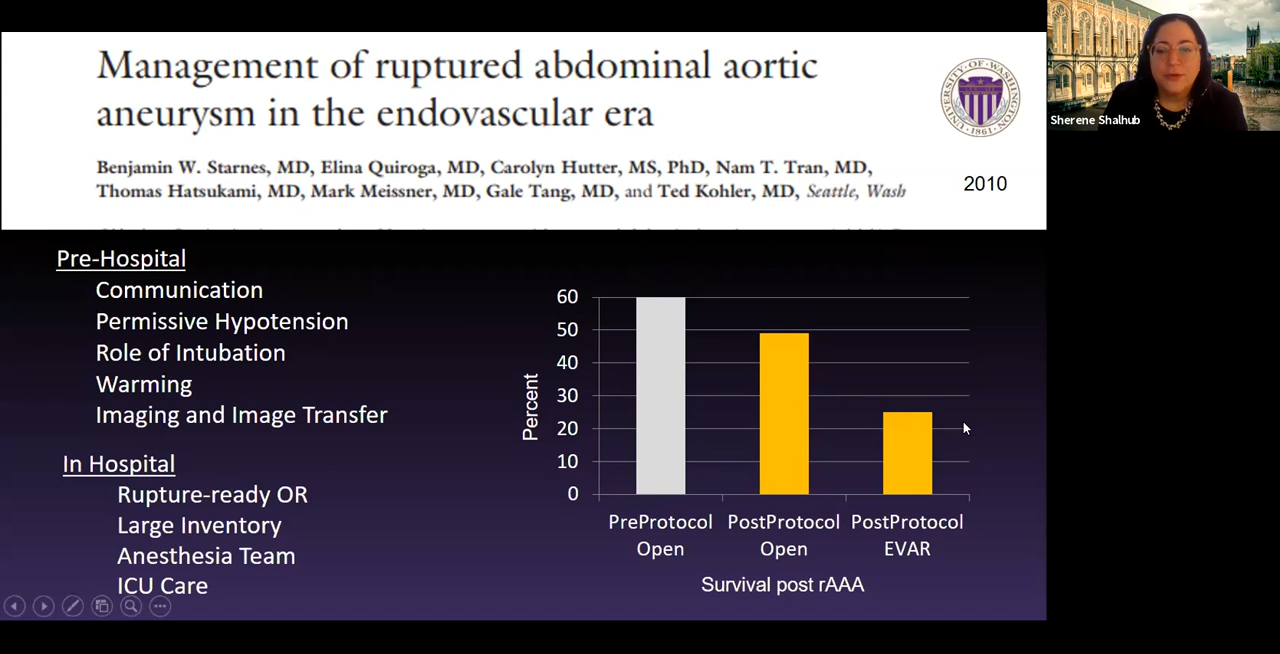 Management of ruptured abdominal aortic
aneurysm in the endovascular era
Benjamin W. Starnes, MD, Elina Quiroga, MD, Carolyn Hutter, MS, PhD, Nam T. Tran, MD,
Thomas Hatsukami, MD, Mark Meissner, MD, Gale Tang, MD, and Ted Kohler, MD, Seattle, Wash
UNIVERSITY OF WASHINGTON
1861
2010
Sherene Shalhub
Pre-Hospital
Communication
Permissive Hypotension
Role of Intubation
Warming
Imaging and Image Transfer
In Hospital
Rupture-ready OR
Large Inventory
Anesthesia Team
ICU Care
Percent
60
50
40
30
20
10
0
PreProtocol
Open
PostProtocol
Open
PostProtocol
EVAR
Survival post rAAA